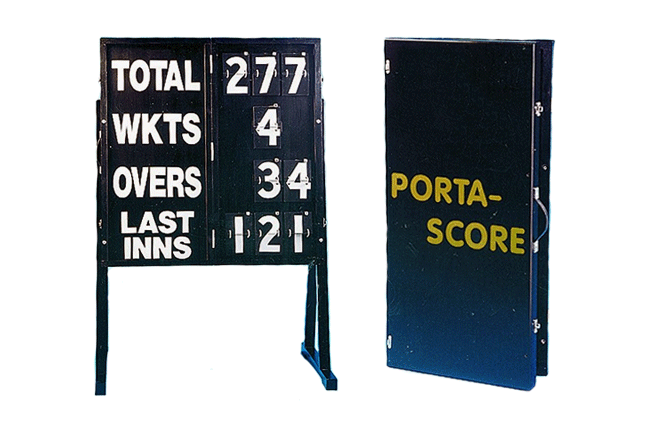 TOTAL 277
WKTS 4
OVERS 34
LAST
INNS 121
PORTA-
SCORE